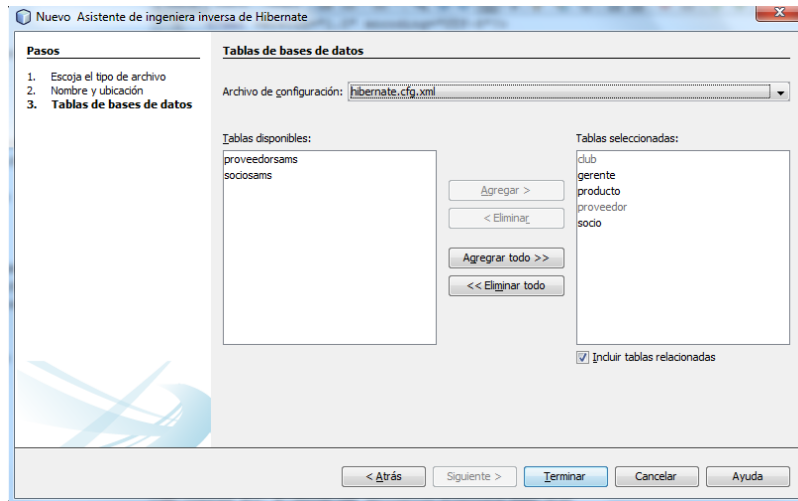 Nuevo Asistente de ingeniera inversa de Hibernate
Pasos
1. Escoja el tipo de archivo
2. Nombre y ubicación
3. Tablas de bases de datos
Tablas de bases de datos
Archivo de configuración: hibernate.cfg.xml
Tablas disponibles:
proveedorsams
sociosams
Agregar >
< Eliminar
Agregrar todo >>
<< Eliminar todo
Tablas seleccionadas:
club
gerente
producto
proveedor
socio
Incluir tablas relacionadas
< Atrás
Siguiente >
Terminar
Cancelar
Ayuda